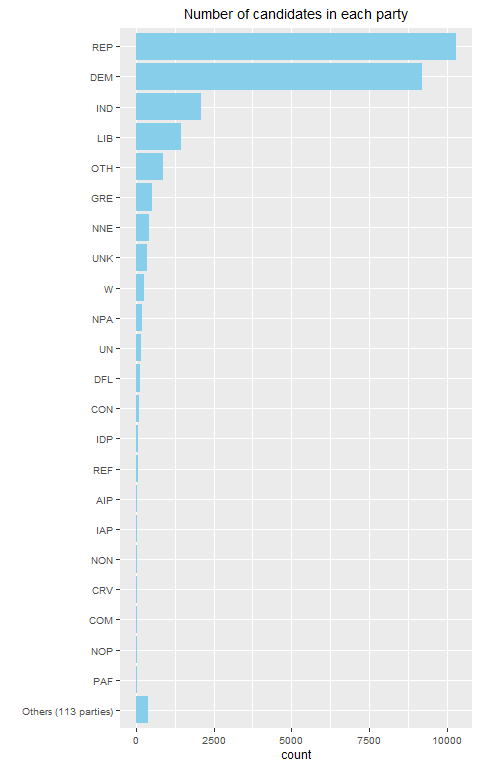 Number of candidates in each party
REP
DEM
IND
LIB
OTH
GRE
NNE
UNK
W
NPA
UN
DFL
CON
IDP
REF
AIP
IAP
NON
CRV
COM
NOP
PAF
Others (113 parties)
0 2500 5000 7500 10000
count